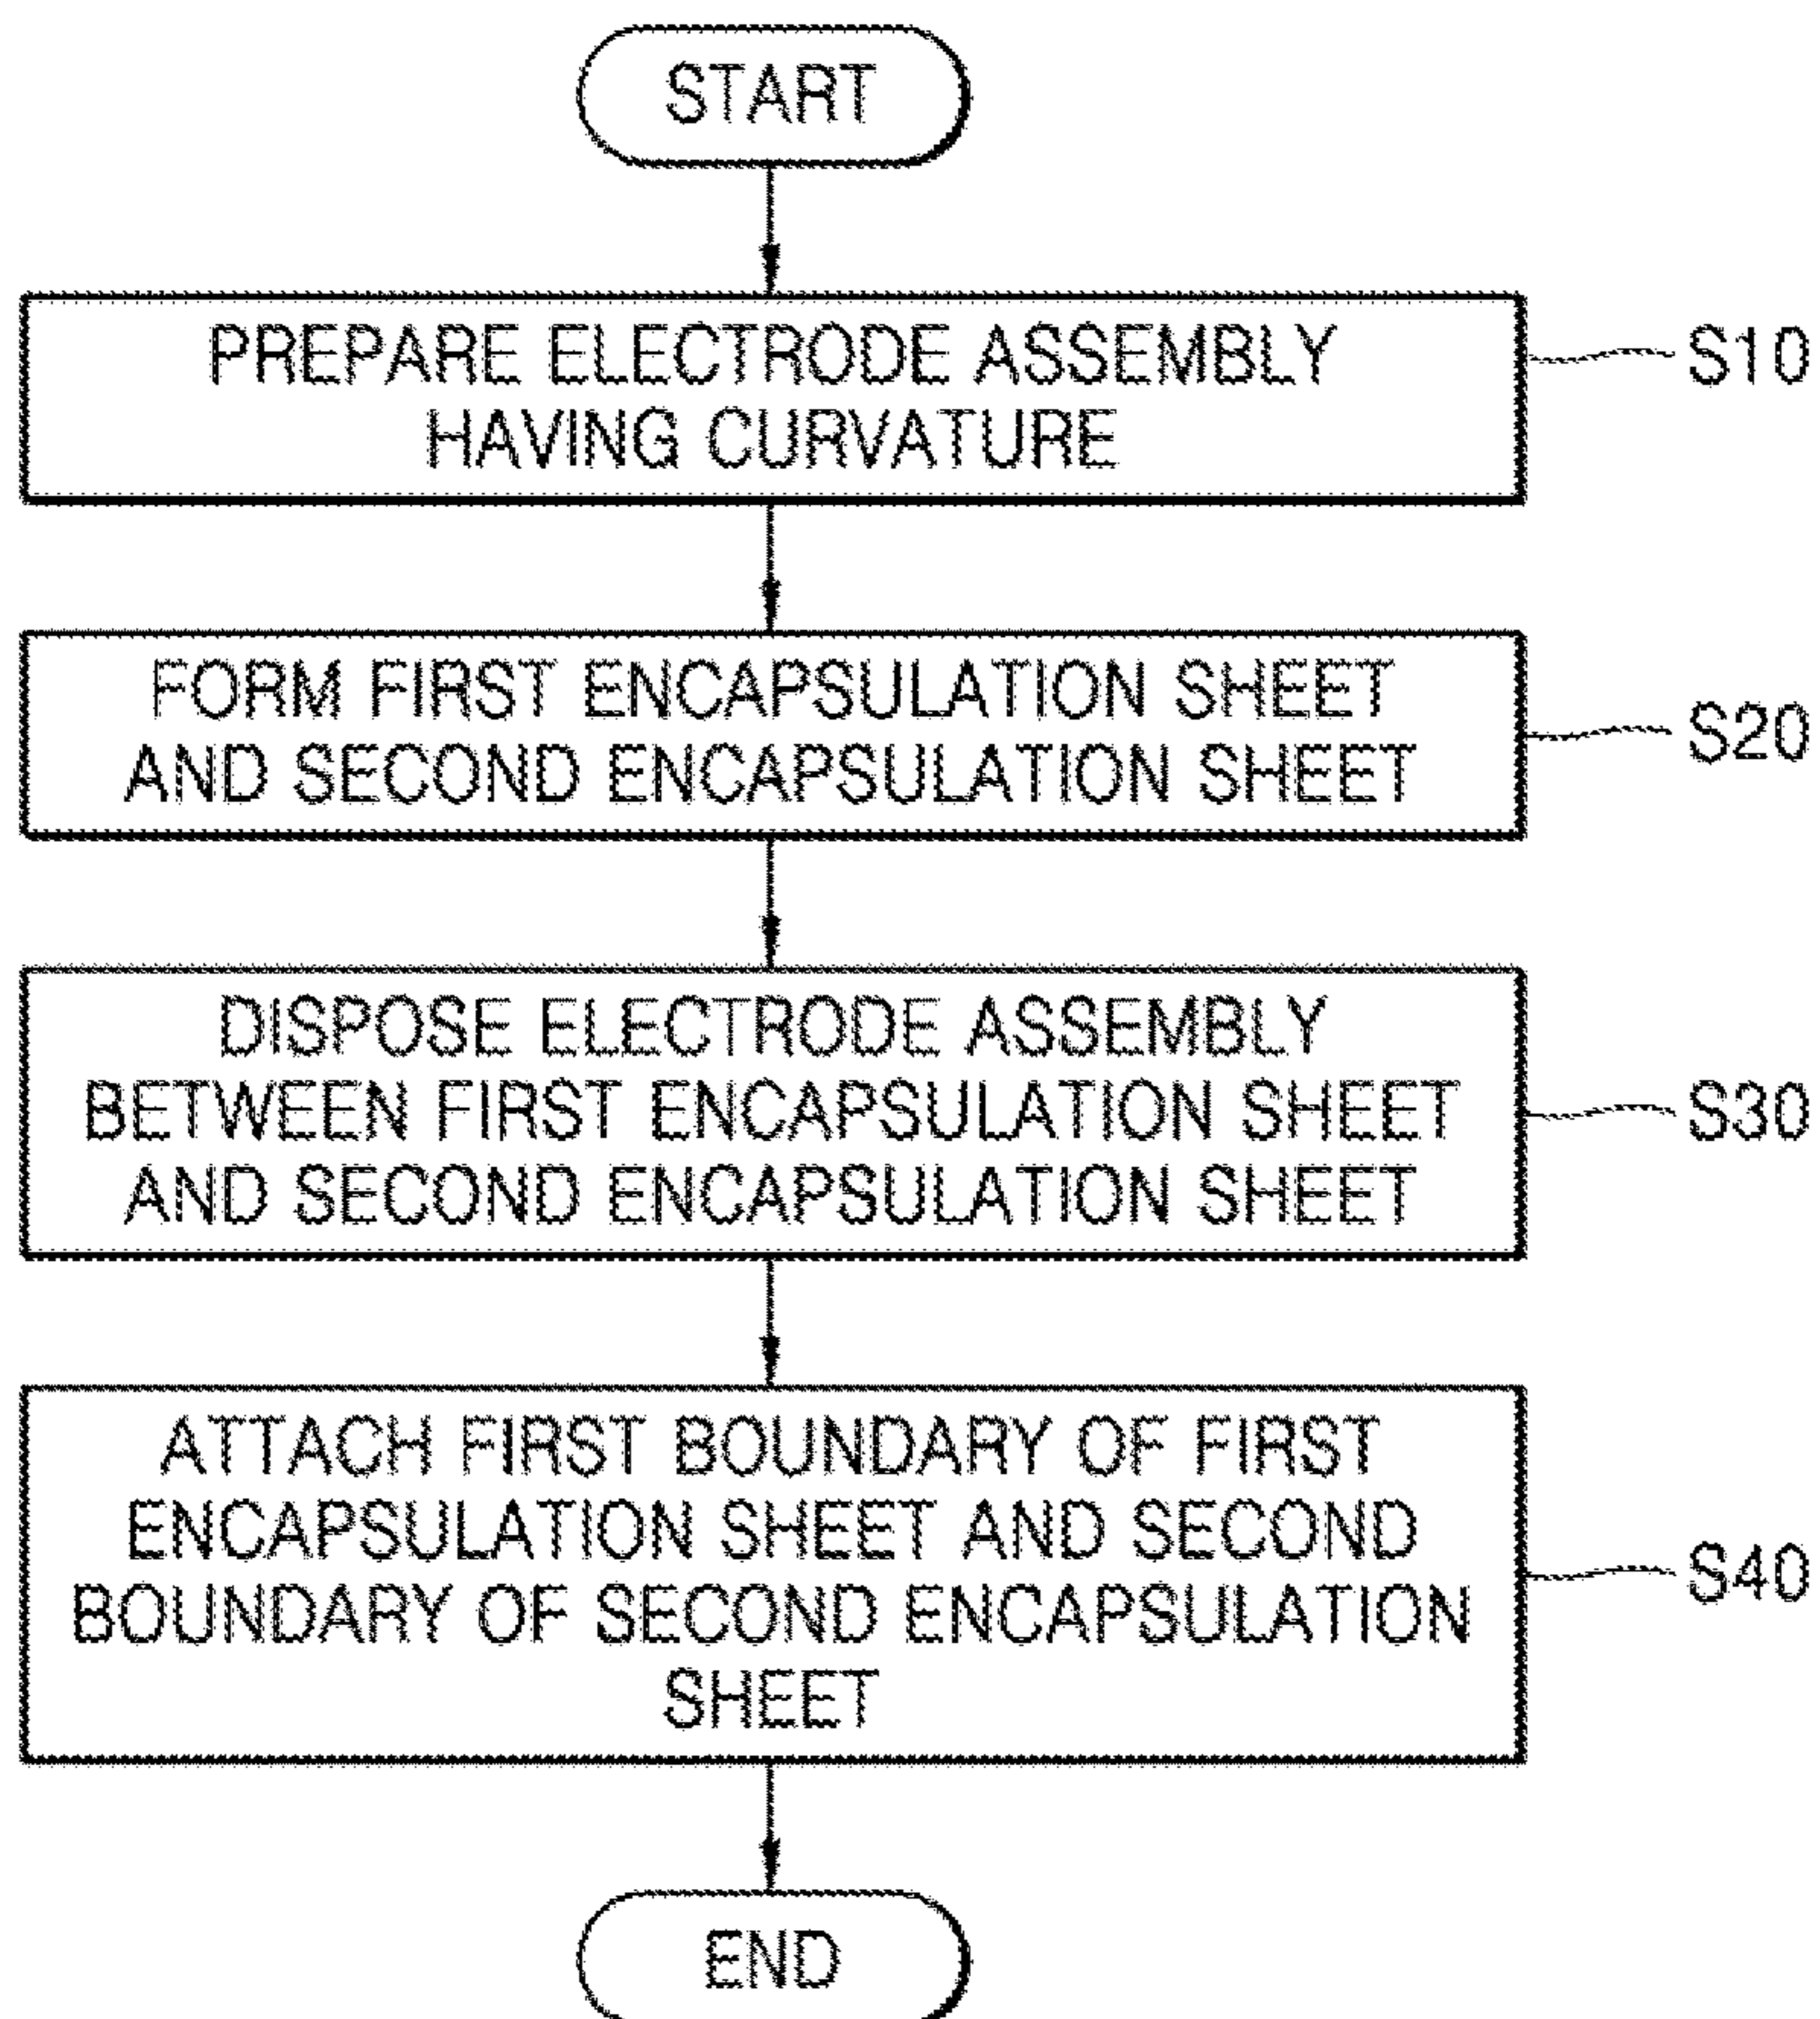 START
PREPARE ELECTRODE ASSEMBLY
HAVING CURVATURE
S10
FORM FIRST ENCAPSULATION SHEET
AND SECOND ENCAPSULATION SHEET
S20
DISPOSE ELECTRODE ASSEMBLY
BETWEEN FIRST ENCAPSULATION SHEET
AND SECOND ENCAPSULATION SHEET
S30
ATTACH FIRST BOUNDARY OF FIRST
ENCAPSULATION SHEET AND SECOND
BOUNDARY OF SECOND ENCAPSULATION
SHEET
S40
END